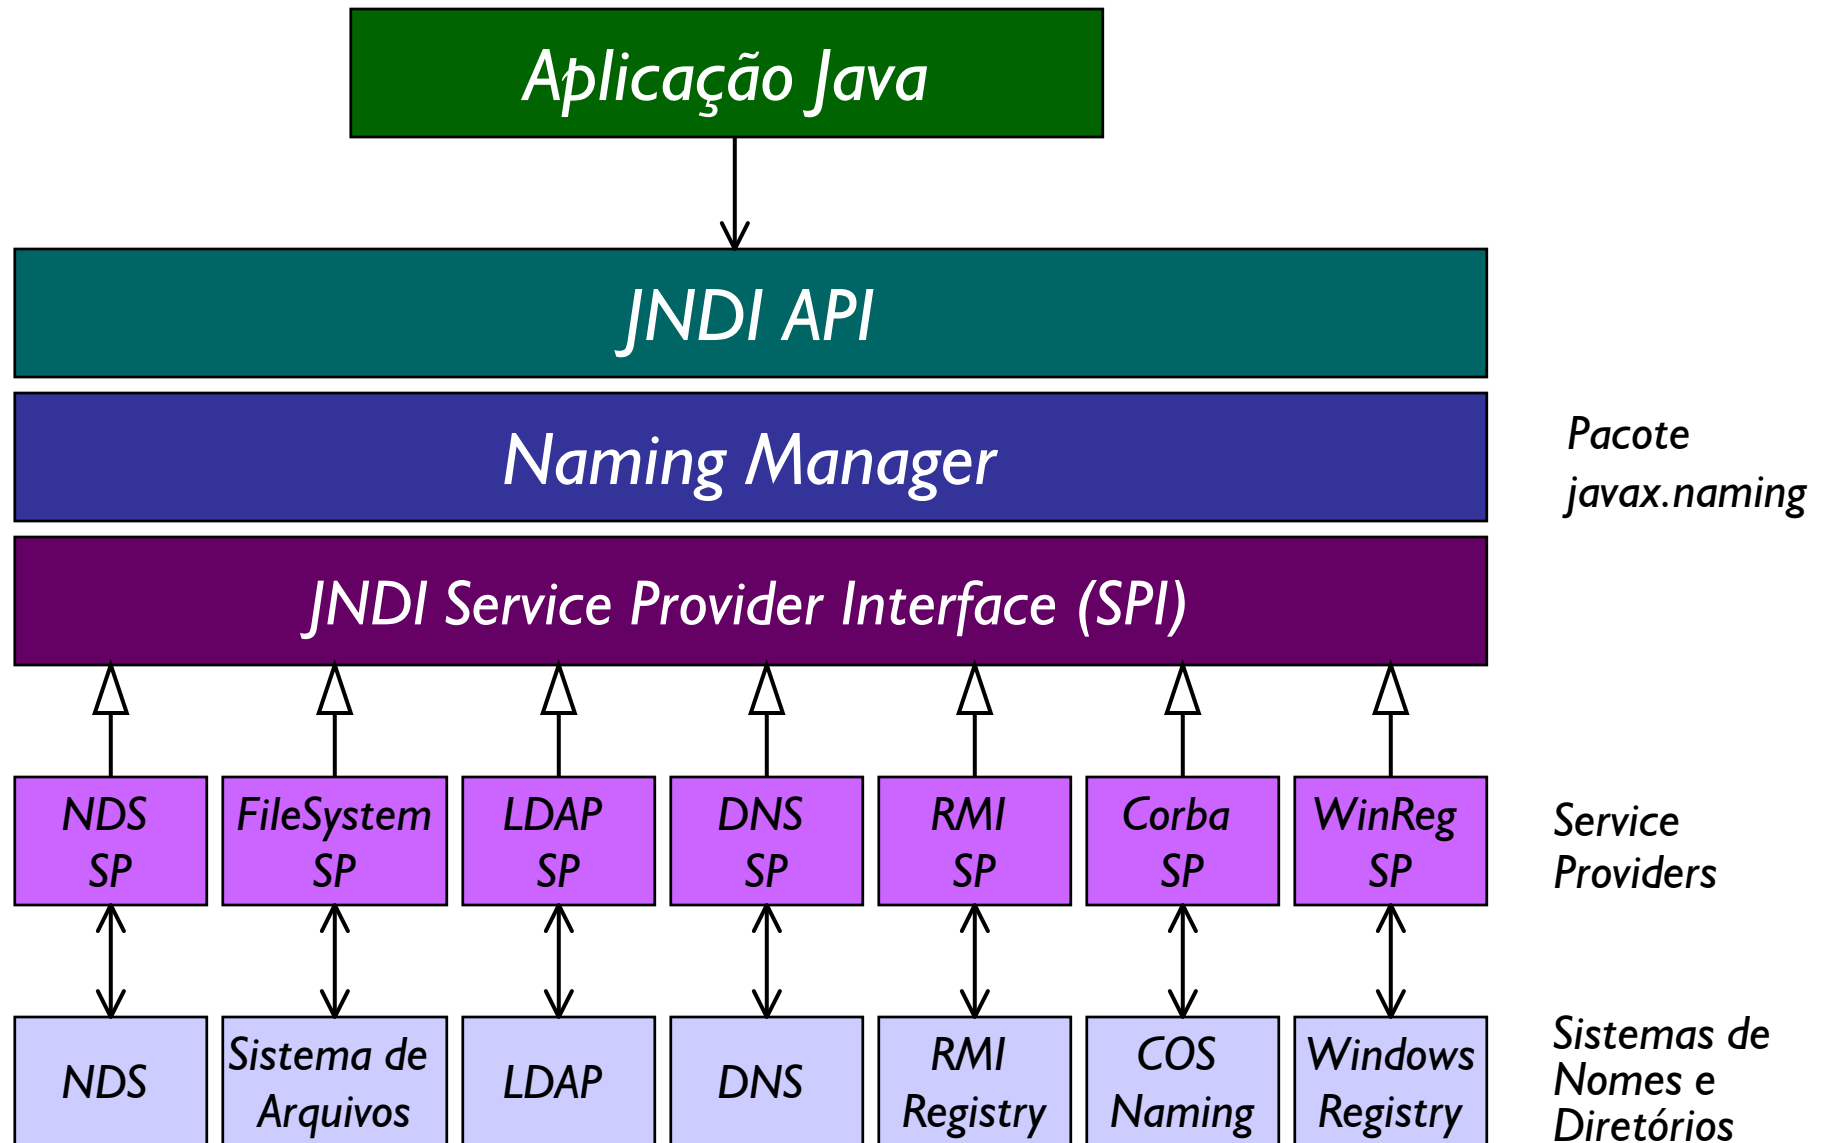 Aplicação Java
JNDI API
Naming Manager
Pacote
javax.naming
JNDI Service Provider Interface (SPI)
NDS
SP
FileSystem
SP
LDAP
SP
DNS
SP
RMI
SP
Corba
SP
WinReg
SP
Service
Providers
NDS
Sistema de
Arquivos
LDAP
DNS
RMI
Registry
COS
Naming
Windows
Registry
Sistemas de
Nomes e
Diretórios